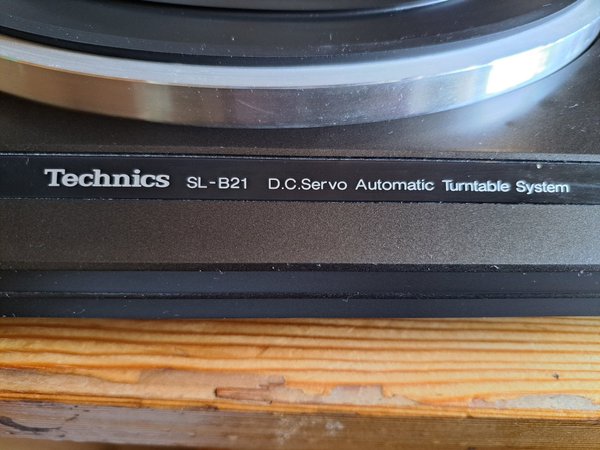 Technics SL-B21 D.C.Servo Automatic Turntable System